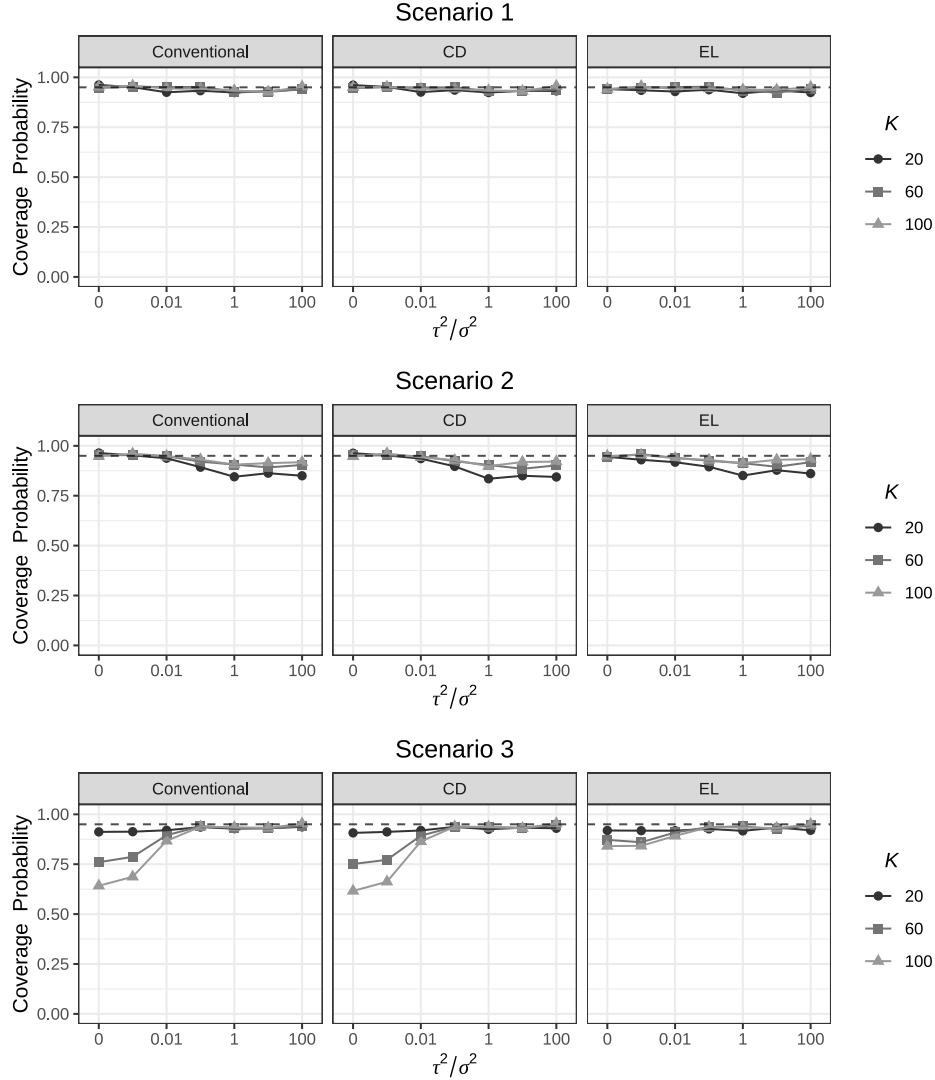 Scenario 1
Conventional CD EL
Coverage Probability
1.00
0.75
0.50
0.25
0.00
0 0.01 1 100 0 0.01 1 100 0 0.01 1 100
τ²/σ²
K
20
60
100
Scenario 2
Conventional CD EL
Coverage Probability
1.00
0.75
0.50
0.25
0.00
0 0.01 1 100 0 0.01 1 100 0 0.01 1 100
τ²/σ²
K
20
60
100
Scenario 3
Conventional CD EL
Coverage Probability
1.00
0.75
0.50
0.25
0.00
0 0.01 1 100 0 0.01 1 100 0 0.01 1 100
τ²/σ²
K
20
60
100